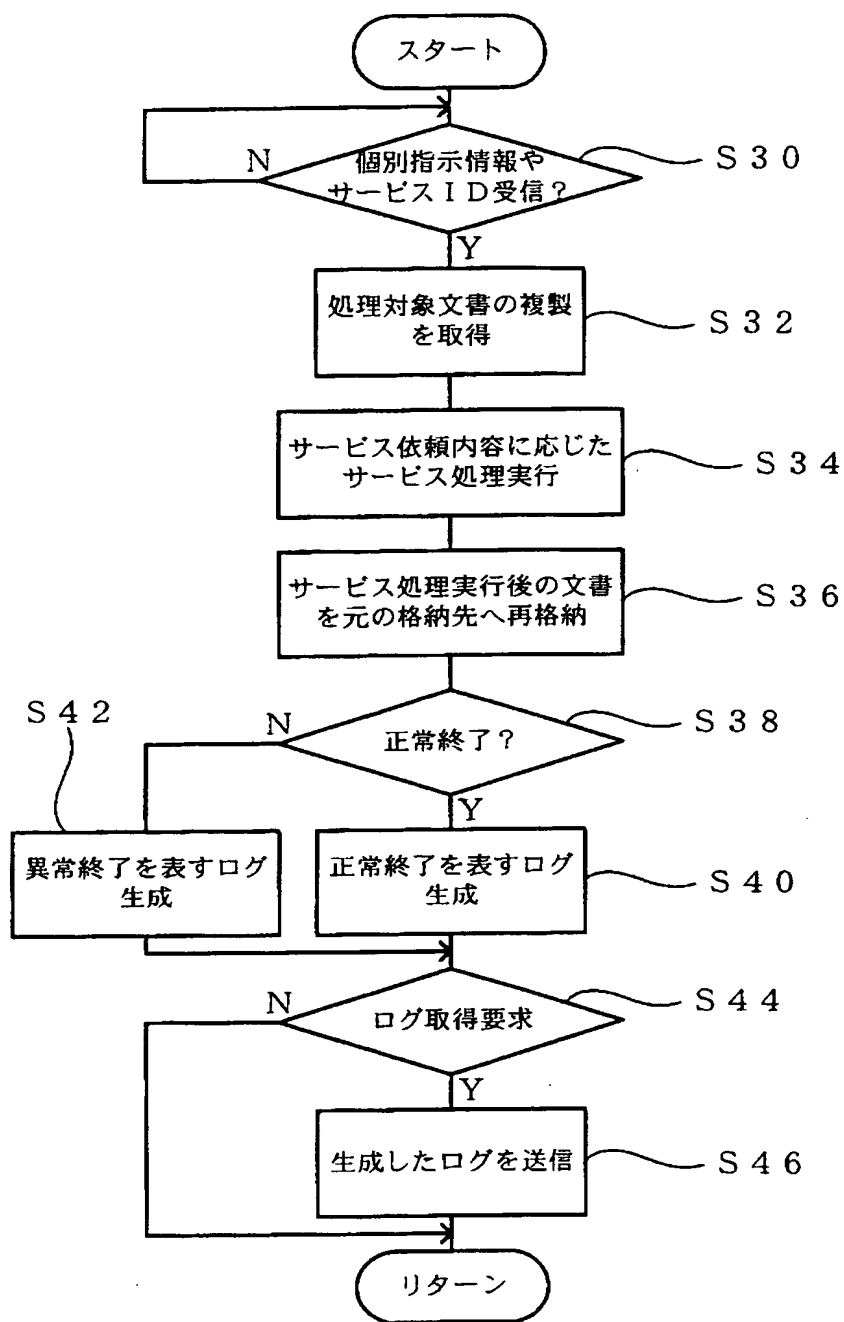 スタート
N
個別指示情報や
サービスID受信?
S30
Y
処理対象文書の複製
を取得
S32
サービス依頼内容に応じた
サービス処理実行
S34
サービス処理実行後の文書
を元の格納先へ再格納
S36
S42
N
正常終了?
S38
Y
異常終了を表すログ
生成
正常終了を表すログ
生成
S40
N
ログ取得要求
S44
Y
生成したログを送信
S46
リターン